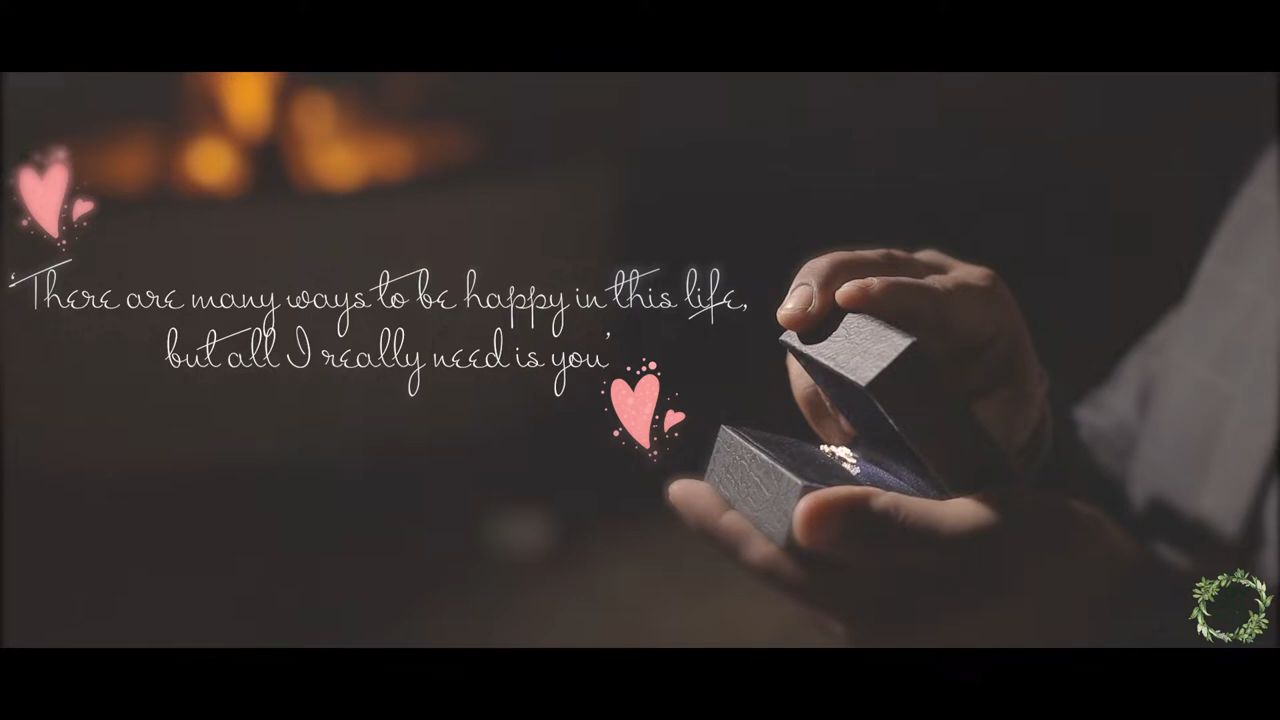 'There are many ways to be happy in this life,
but all I really need is you'